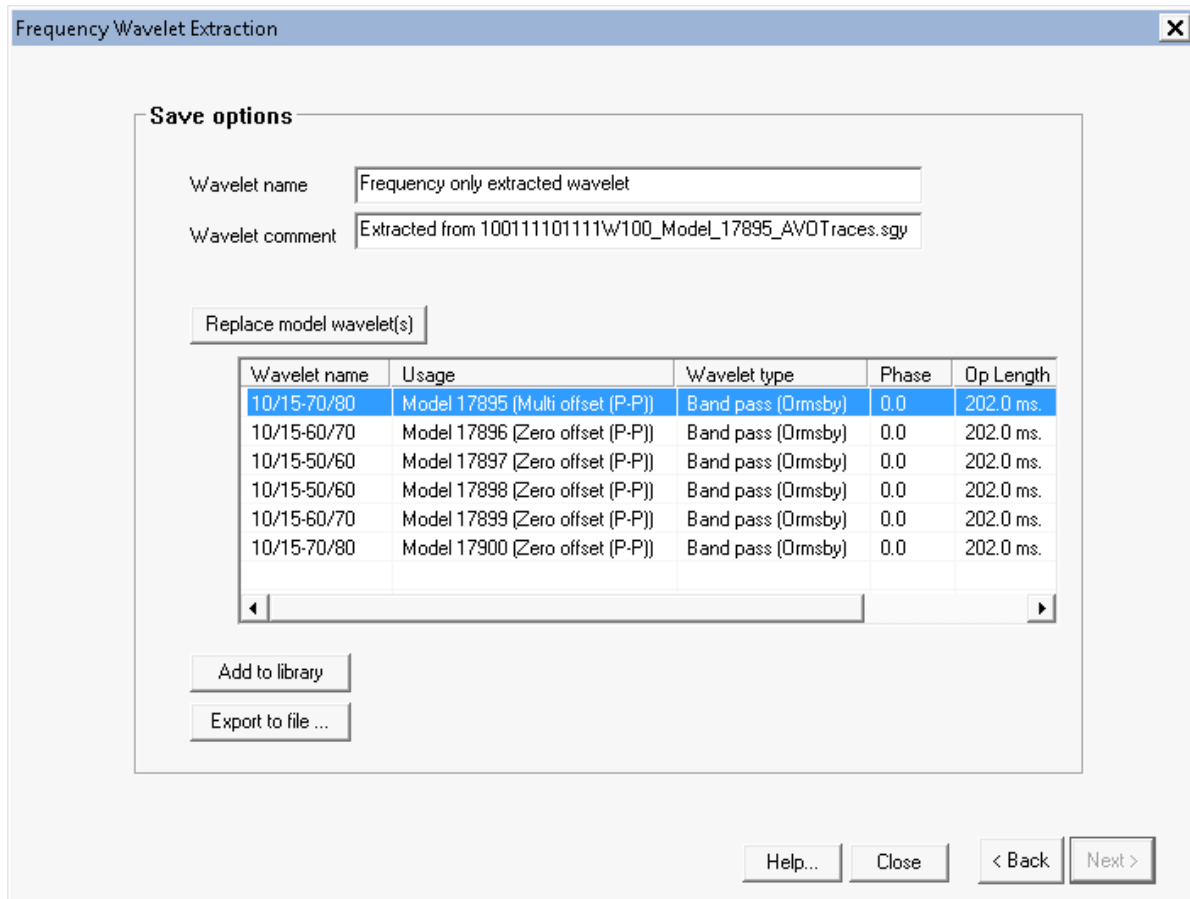 Frequency Wavelet Extraction
Save options
Wavelet name Frequency only extracted wavelet
Wavelet comment Extracted from 100111101111W100_Model_17895_AVOTraces.sgy
Replace model wavelet(s)
Wavelet name Usage Wavelet type Phase Op Length
10/15-70/80 Model 17895 (Multi offset (P-P)) Band pass (Ormsby) 0.0 202.0 ms.
10/15-60/70 Model 17896 (Zero offset (P-P)) Band pass (Ormsby) 0.0 202.0 ms.
10/15-50/60 Model 17897 (Zero offset (P-P)) Band pass (Ormsby) 0.0 202.0 ms.
10/15-50/60 Model 17898 (Zero offset (P-P)) Band pass (Ormsby) 0.0 202.0 ms.
10/15-60/70 Model 17899 (Zero offset (P-P)) Band pass (Ormsby) 0.0 202.0 ms.
10/15-70/80 Model 17900 (Zero offset (P-P)) Band pass (Ormsby) 0.0 202.0 ms.
Add to library
Export to file ...
Help... Close < Back Next >